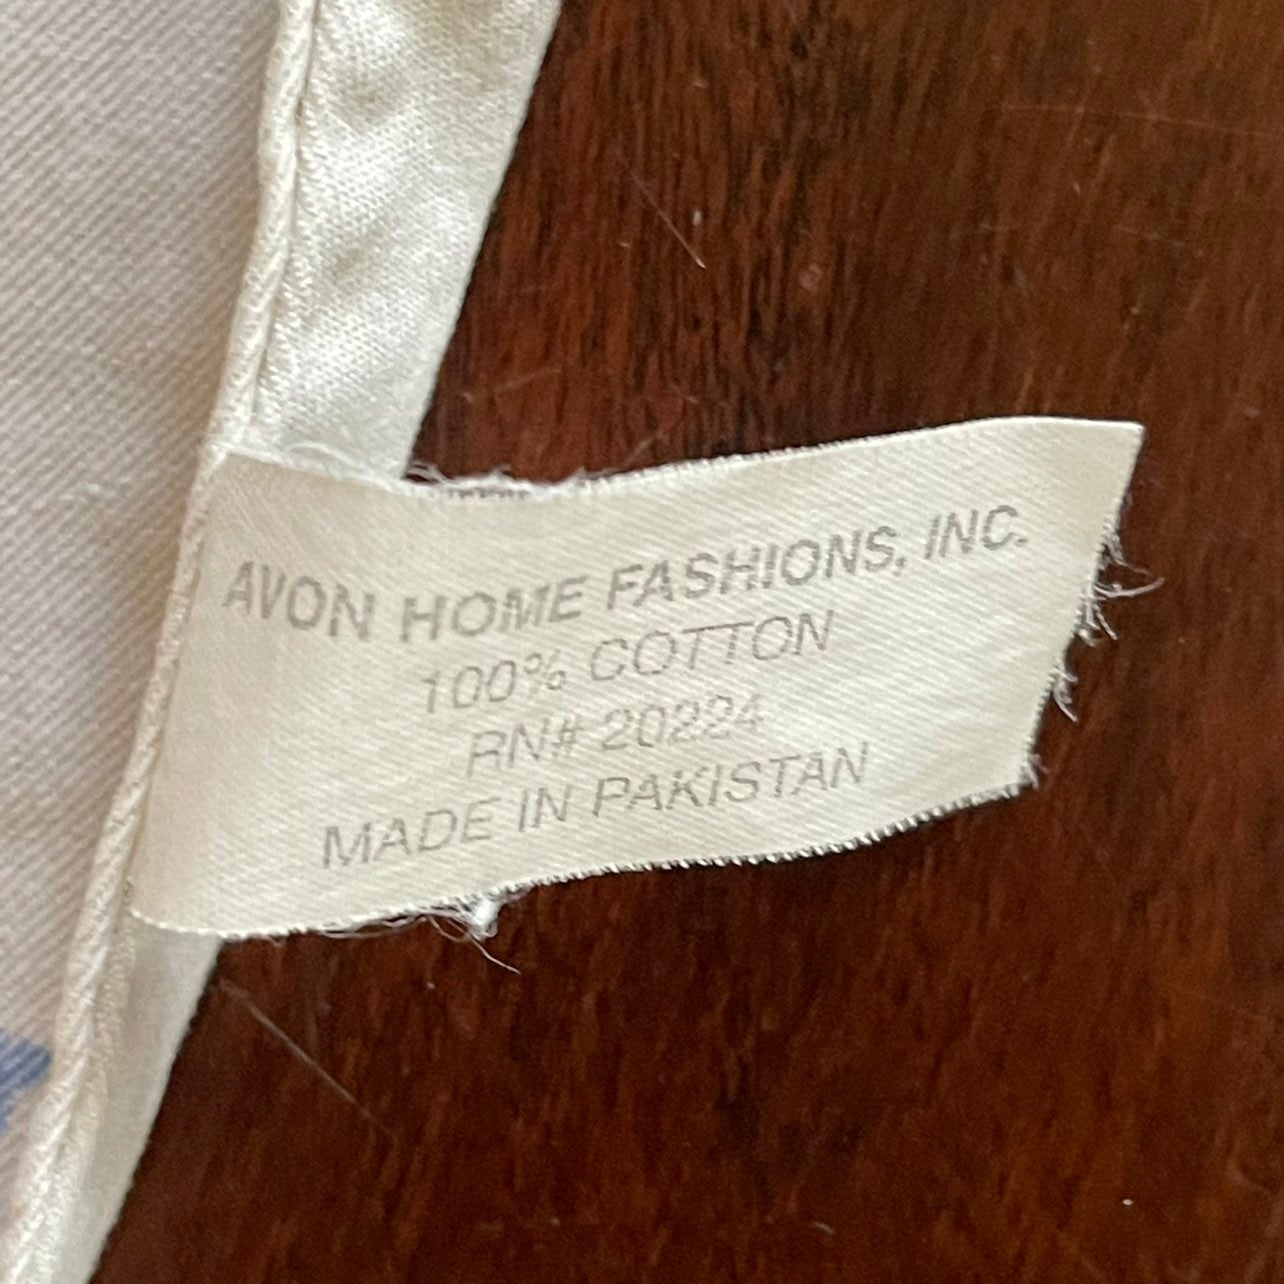 AVON HOME FASHIONS, INC.
100% COTTON
RN# 20224
MADE IN PAKISTAN